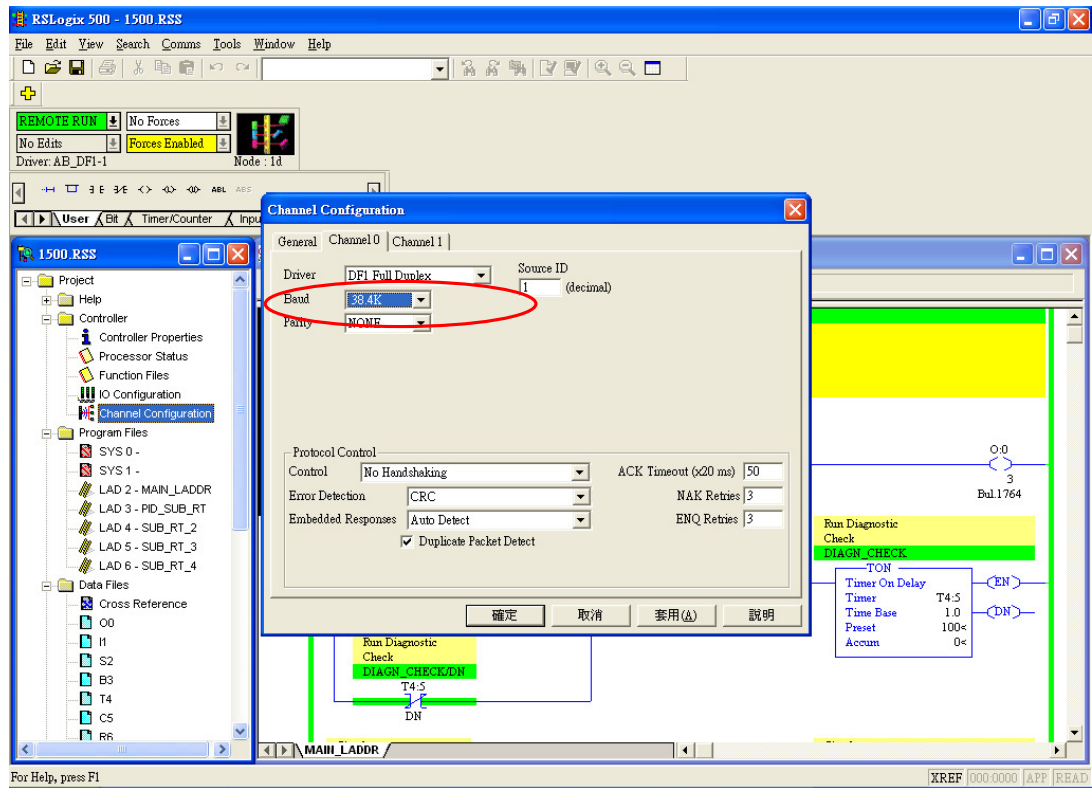 RSLogix 500 - 1500.RSS
File Edit View Search Comms Tools Window Help
REMOTE RUN No Forces
No Edits Forces Enabled
Driver: AB_DF1-1 Node : 1d
ABL ABS
User Bit Timer/Counter
1500.RSS
Project
Help
Controller
Controller Properties
Processor Status
Function Files
IO Configuration
Channel Configuration
Program Files
SYS 0 -
SYS 1 -
LAD 2 - MAIN_LADDR
LAD 3 - PID_SUB_RT
LAD 4 - SUB_RT_2
LAD 5 - SUB_RT_3
LAD 6 - SUB_RT_4
Data Files
Cross Reference
O0
I1
S2
B3
T4
C5
R6
Channel Configuration
General Channel 0 Channel 1
Driver DF1 Full Duplex Source ID
1 (decimal)
Baud 38.4K
Parity NONE
Protocol Control
Control No Handshaking ACK Timeout (x20 ms) 50
Error Detection CRC NAK Retries 3
Embedded Responses Auto Detect ENQ Retries 3
Duplicate Packet Detect
確定 取消 套用(A) 說明
O:0
3
Bul.1764
Run Diagnostic
Check
DIAGN_CHECK
TON
Timer On Delay EN
Timer T4:5
Time Base 1.0 DN
Preset 100<
Accum 0<
Run Diagnostic
Check
DIAGN_CHECK/DN
T4:5
DN
MAIN_LADDR
For Help, press F1 XREF 000:0000 APP READ